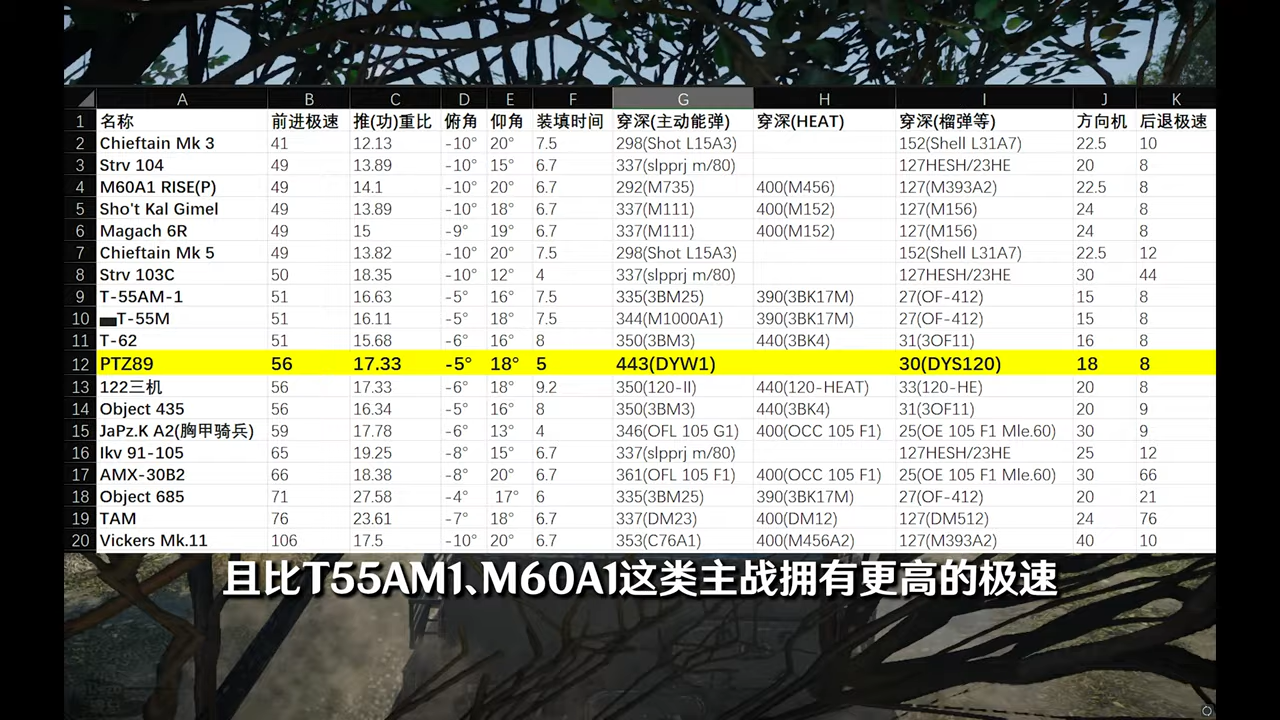 A B C D E F G H I J K
1 名称 前进极速 推(功)重比 俯角 仰角 装填时间 穿深(主动能弹) 穿深(HEAT) 穿深(榴弹等) 方向机 后退极速
2 Chieftain Mk 3 41 12.13 -10° 20° 7.5 298(Shot L15A3) 152(Shell L31A7) 22.5 10
3 Strv 104 49 13.89 -10° 15° 6.7 337(slpprj m/80) 127HESH/23HE 20 8
4 M60A1 RISE(P) 49 14.1 -10° 20° 6.7 292(M735) 400(M456) 127(M393A2) 22.5 8
5 Sho't Kal Gimel 49 13.89 -10° 18° 6.7 337(M111) 400(M152) 127(M156) 24 8
6 Magach 6R 49 15 -9° 19° 6.7 337(M111) 400(M152) 127(M156) 24 8
7 Chieftain Mk 5 49 13.82 -10° 20° 7.5 298(Shot L15A3) 152(Shell L31A7) 22.5 12
8 Strv 103C 50 18.35 -10° 12° 4 337(slpprj m/80) 127HESH/23HE 30 44
9 T-55AM-1 51 16.63 -5° 16° 7.5 335(3BM25) 390(3BK17M) 27(OF-412) 15 8
10 ▃T-55M 51 16.11 -5° 18° 7.5 344(M1000A1) 390(3BK17M) 27(OF-412) 15 8
11 T-62 51 15.68 -6° 16° 8 350(3BM3) 440(3BK4) 31(3OF11) 16 8
12 PTZ89 56 17.33 -5° 18° 5 443(DYW1) 30(DYS120) 18 8
13 122三机 56 17.33 -6° 18° 9.2 350(120-II) 440(120-HEAT) 33(120-HE) 20 8
14 Object 435 56 16.34 -5° 16° 8 350(3BM3) 440(3BK4) 31(3OF11) 20 9
15 JaPz.K A2(胸甲骑兵) 59 17.78 -6° 13° 4 346(OFL 105 G1) 400(OCC 105 F1) 25(OE 105 F1 Mle.60) 30 9
16 Ikv 91-105 65 19.25 -8° 15° 6.7 337(slpprj m/80) 127HESH/23HE 25 12
17 AMX-30B2 66 18.38 -8° 20° 6.7 361(OFL 105 F1) 400(OCC 105 F1) 25(OE 105 F1 Mle.60) 30 66
18 Object 685 71 27.58 -4° 17° 6 335(3BM25) 390(3BK17M) 27(OF-412) 20 21
19 TAM 76 23.61 -7° 18° 6.7 337(DM23) 400(DM12) 127(DM512) 24 76
20 Vickers Mk.11 106 17.5 -10° 20° 6.7 353(C76A1) 400(M456A2) 127(M393A2) 40 10
且比T55AM1、M60A1这类主战拥有更高的极速